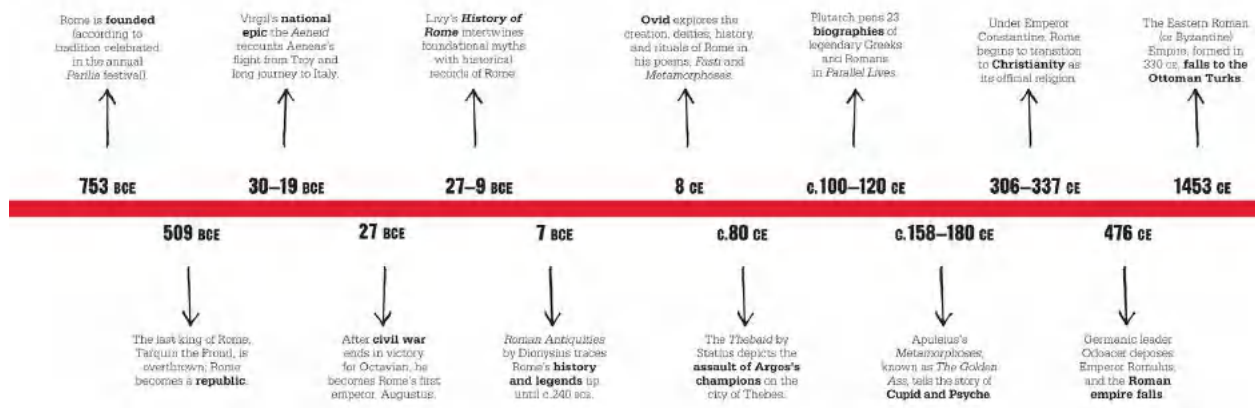 Rome is founded
(according to
tradition celebrated
in the annual
Parilia festival).
Virgil's national
epic the Aeneid
recounts Aeneas's
flight from Troy and
long journey to Italy.
Livy's History of
Rome intertwines
foundational myths
with historical
records of Rome.
Ovid explores the
creation, deities, history,
and rituals of Rome in
his poems, Fasti and
Metamorphoses.
Plutarch pens 23
biographies of
legendary Greeks
and Romans
in Parallel Lives.
Under Emperor
Constantine, Rome
begins to transition
to Christianity as
its official religion.
The Eastern Roman
(or Byzantine)
Empire, formed in
330 CE, falls to the
Ottoman Turks.
753 BCE
30–19 BCE
27–9 BCE
8 CE
c.100–120 CE
306–337 CE
1453 CE
509 BCE
27 BCE
7 BCE
c.80 CE
c.158–180 CE
476 CE
The last king of Rome,
Tarquin the Proud, is
overthrown; Rome
becomes a republic.
After civil war
ends in victory
for Octavian, he
becomes Rome's first
emperor, Augustus.
Roman Antiquities
by Dionysius traces
Rome's history
and legends up
until c.240 BCE.
The Thebaid by
Statius depicts the
assault of Argos's
champions on the
city of Thebes.
Apuleius's
Metamorphoses,
known as The Golden
Ass, tells the story of
Cupid and Psyche.
Germanic leader
Odoacer deposes
Emperor Romulus,
and the Roman
empire falls.